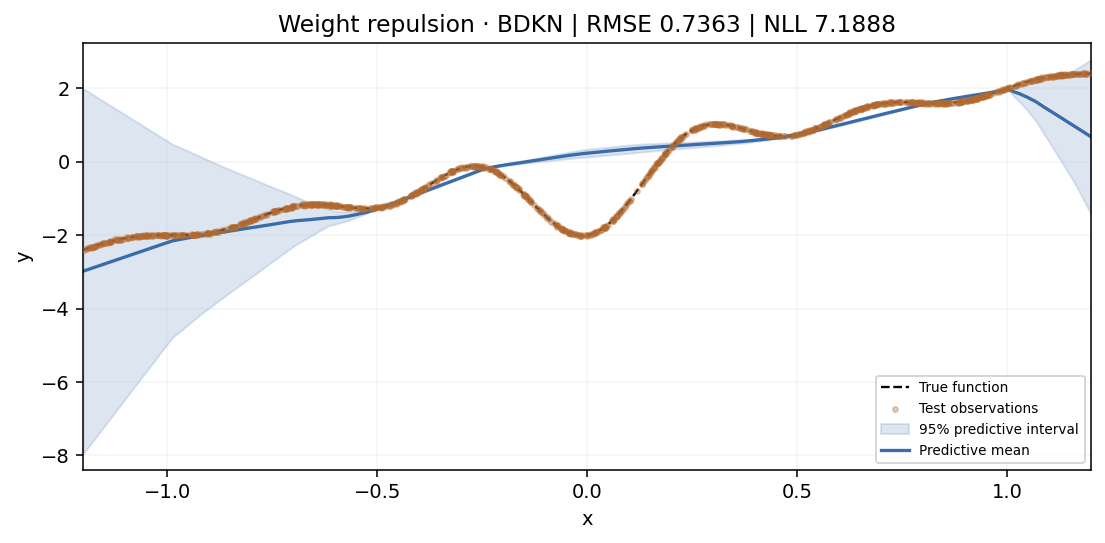 Weight repulsion · BDKN | RMSE 0.7363 | NLL 7.1888
y
2
0
−2
−4
−6
−8
True function
Test observations
95% predictive interval
Predictive mean
−1.0 −0.5 0.0 0.5 1.0
x